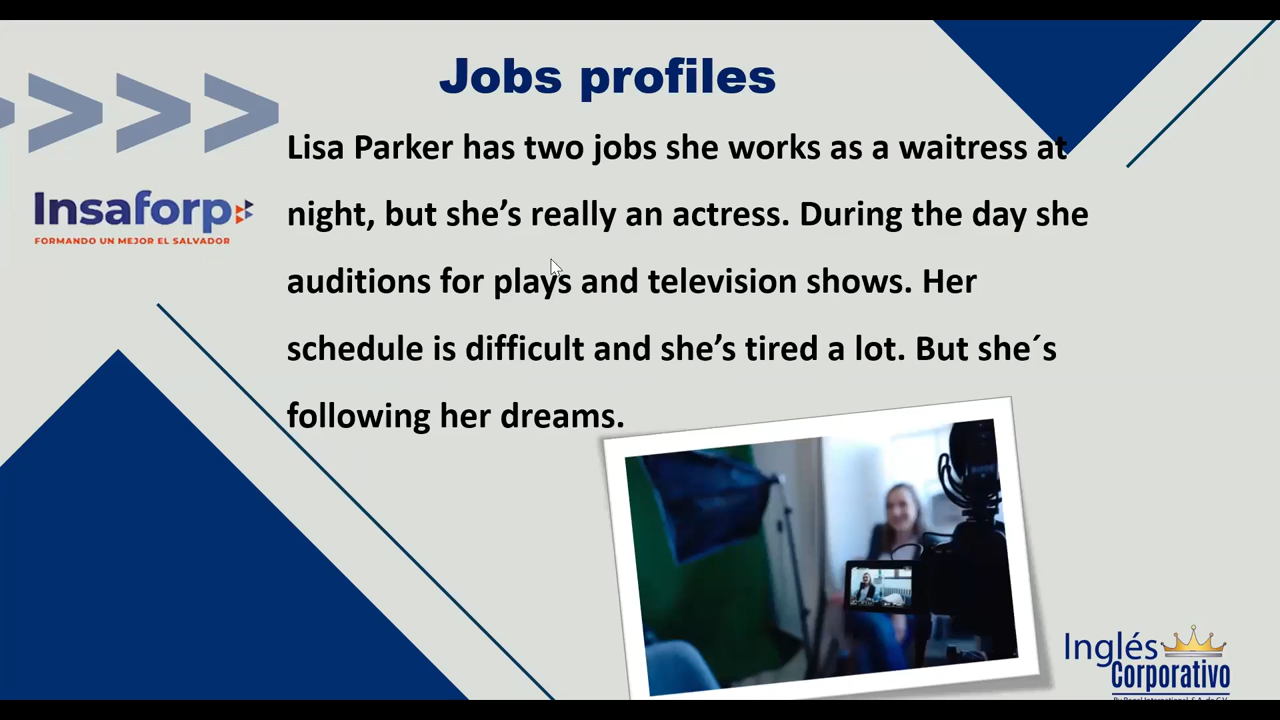 Jobs profiles
Lisa Parker has two jobs she works as a waitress at
night, but she’s really an actress. During the day she
auditions for plays and television shows. Her
schedule is difficult and she’s tired a lot. But she´s
following her dreams.
Insaforp
FORMANDO UN MEJOR EL SALVADOR
Inglés
Corporativo